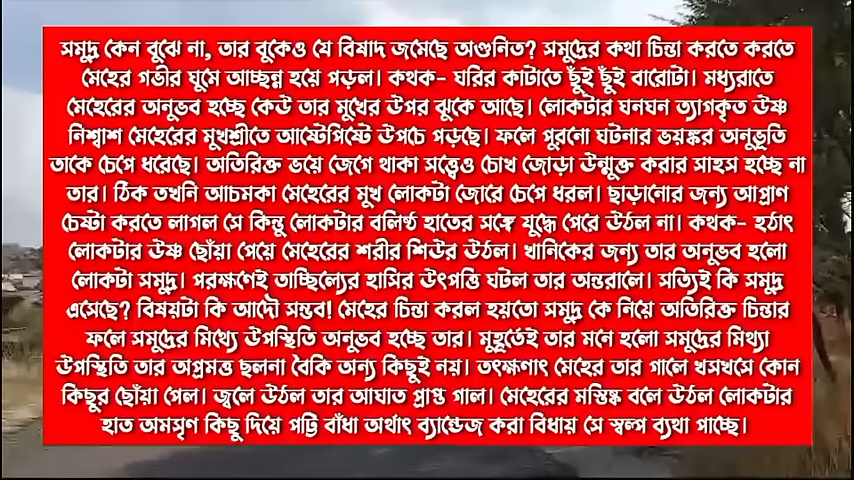 সমুদ্র কেন বুঝে না, তার বুকেও যে বিষাদ জমেছে অগুনিত? সমুদ্রের কথা চিন্তা করতে করতে
মেহের গভীর ঘুমে আচ্ছন্ন হয়ে পড়ল। কথক- ঘরির কাটাতে ছুঁই ছুঁই বারোটা। মধ্যরাতে
মেহেরের অনুভব হচ্ছে কেউ তার মুখের উপর ঝুকে আছে। লোকটার ঘনঘন ত্যাগকৃত উষ্ণ
নিশ্বাশ মেহেরের মুখশ্রীতে আষ্টেপিষ্টে উপচে পড়ছে। ফলে পুরনো ঘটনার ভয়ঙ্কর অনুভূতি
তাকে চেপে ধরেছে। অতিরিক্ত ভয়ে জেগে থাকা সত্ত্বেও চোখ জোড়া উন্মুক্ত করার সাহস হচ্ছে না
তার। ঠিক তখনি আচমকা মেহেরের মুখ লোকটা জোরে চেপে ধরল। ছাড়ানোর জন্য আপ্রাণ
চেষ্টা করতে লাগল সে কিন্তু লোকটার বলিষ্ঠ হাতের সঙ্গে যুদ্ধে পেরে উঠল না। কথক- হঠাৎ
লোকটার উষ্ণ ছোঁয়া পেয়ে মেহেরের শরীর শিউর উঠল। খানিকের জন্য তার অনুভব হলো
লোকটা সমুদ্র। পরক্ষণেই তাচ্ছিল্যের হাসির উৎপত্তি ঘটল তার অন্তরালে। সত্যিই কি সমুদ্র
এসেছে? বিষয়টা কি আদৌ সম্ভব! মেহের চিন্তা করল হয়তো সমুদ্র কে নিয়ে অতিরিক্ত চিন্তার
ফলে সমুদ্রের মিথ্যে উপস্থিতি অনুভব হচ্ছে তার। মুহূর্তেই তার মনে হলো সমুদ্রের মিথ্যা
উপস্থিতি তার অপ্রমত্ত ছলনা বৈকি অন্য কিছুই নয়। তৎক্ষণাৎ মেহের তার গালে খসখসে কোন
কিছুর ছোঁয়া পেল। জ্বলে উঠল তার আঘাত প্রাপ্ত গাল। মেহেরের মস্তিষ্ক বলে উঠল লোকটার
হাত অমসৃণ কিছু দিয়ে পট্টি বাঁধা অর্থাৎ ব্যান্ডেজ করা বিধায় সে স্বল্প ব্যথা পাচ্ছে।